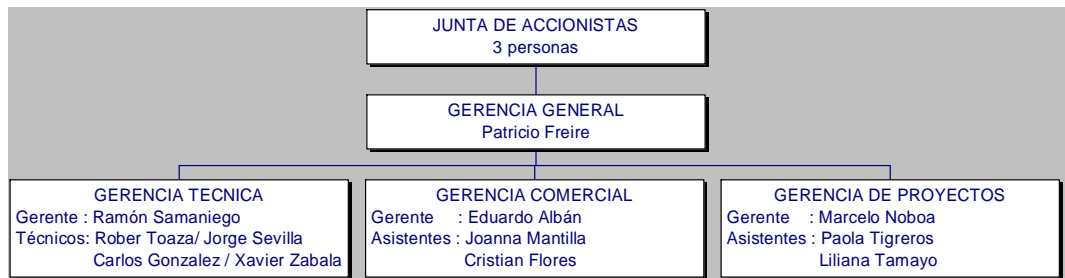 JUNTA DE ACCIONISTAS
3 personas
GERENCIA GENERAL
Patricio Freire
GERENCIA TECNICA
Gerente : Ramón Samaniego
Técnicos: Rober Toaza/ Jorge Sevilla
Carlos Gonzalez / Xavier Zabala
GERENCIA COMERCIAL
Gerente : Eduardo Albán
Asistentes : Joanna Mantilla
Cristian Flores
GERENCIA DE PROYECTOS
Gerente : Marcelo Noboa
Asistentes : Paola Tigreros
Liliana Tamayo